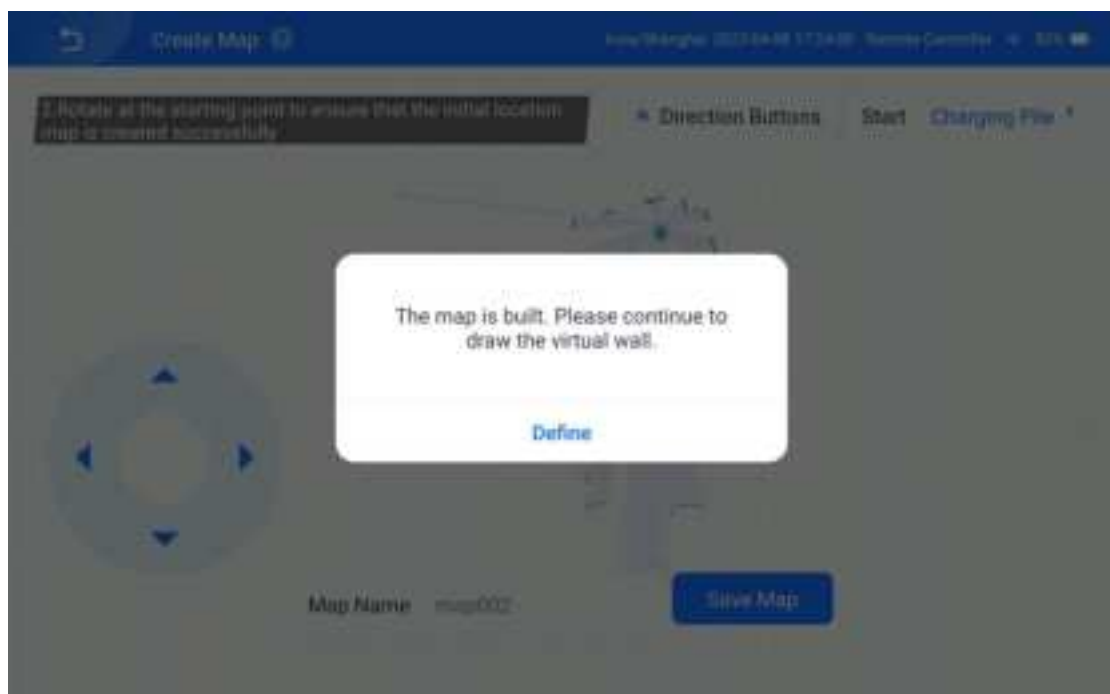 Create Map
2.Rotate at the starting point to ensure that the initial location
map is created successfully
Direction Buttons
Start
Charging Pile
The map is built. Please continue to
draw the virtual wall.
Define
Map Name
map002
Save Map